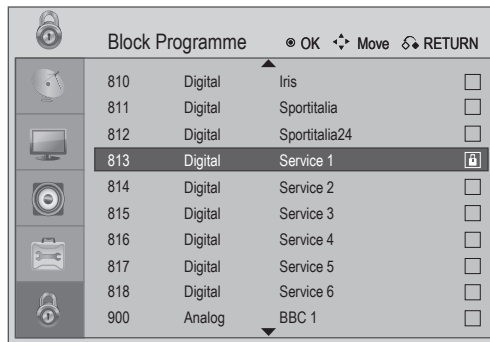 Block Programme OK Move RETURN
810 Digital Iris
811 Digital Sportitalia
812 Digital Sportitalia24
813 Digital Service 1
814 Digital Service 2
815 Digital Service 3
816 Digital Service 4
817 Digital Service 5
818 Digital Service 6
900 Analog BBC 1